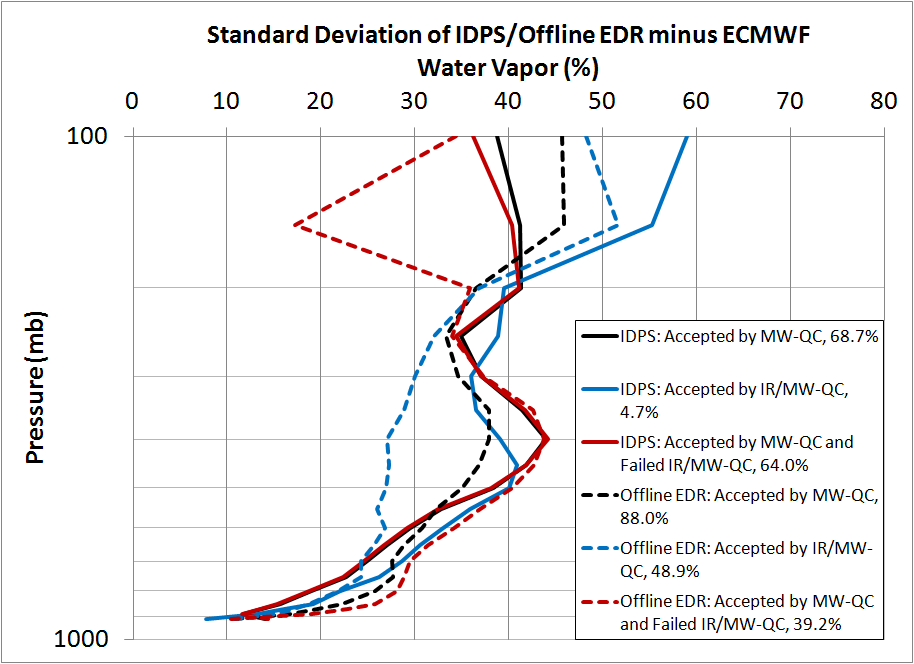 Standard Deviation of IDPS/Offline EDR minus ECMWF
Water Vapor (%)
0 10 20 30 40 50 60 70 80
100
Pressure (mb)
1000
IDPS: Accepted by MW-QC, 68.7%
IDPS: Accepted by IR/MW-QC,
4.7%
IDPS: Accepted by MW-QC and
Failed IR/MW-QC, 64.0%
Offline EDR: Accepted by MW-QC,
88.0%
Offline EDR: Accepted by IR/MW-
QC, 48.9%
Offline EDR: Accepted by MW-QC
and Failed IR/MW-QC, 39.2%